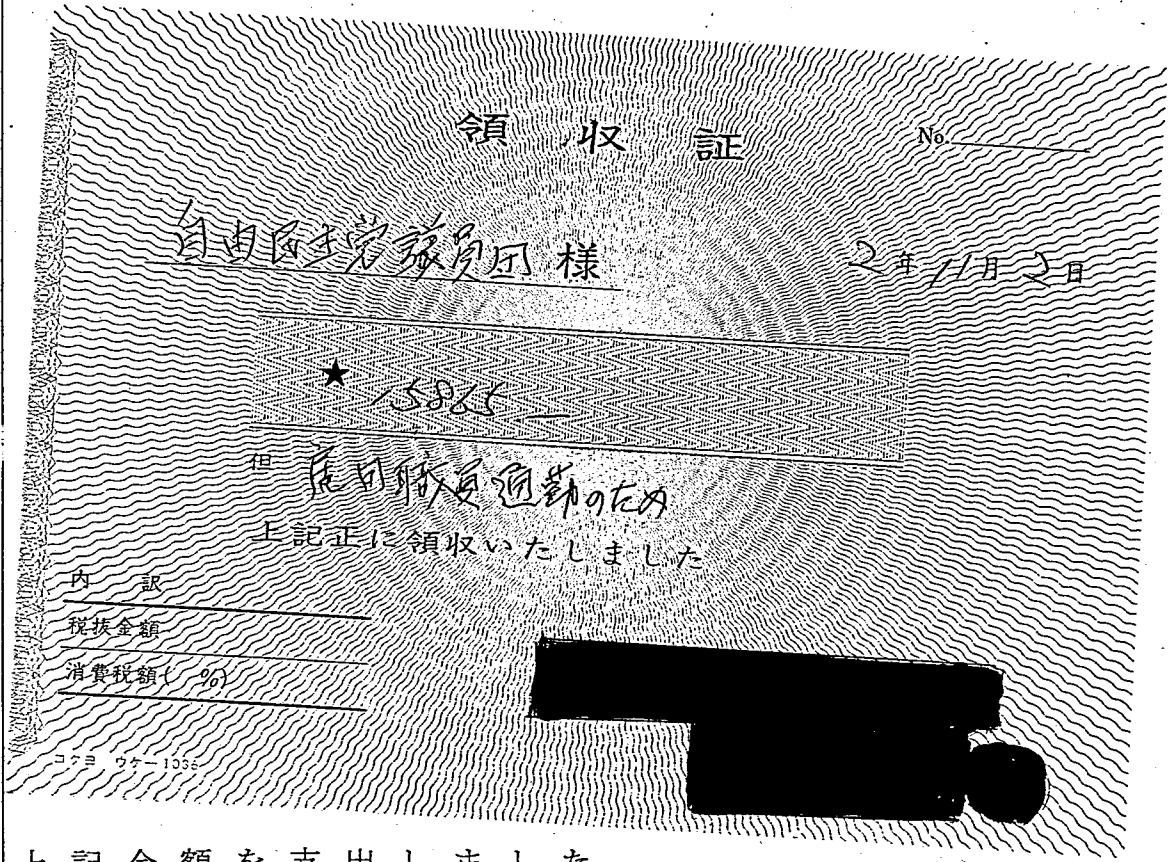 領収証 No.
自由民主党議員団 様 2年11月2日
★ 15865 —
但 雇用職員通勤のため
上記正に領収いたしました
内 訳
税抜金額
消費税額( %)
コクヨ ウケ-1036
上記金額を支出しました